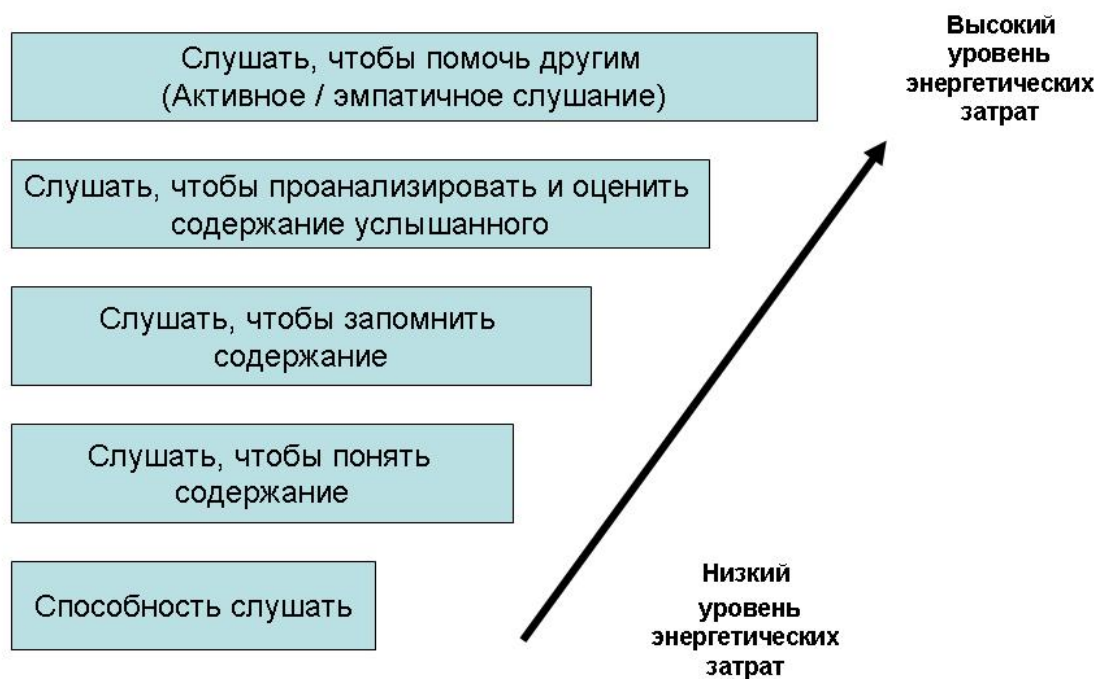 Слушать, чтобы помочь другим
(Активное / эмпатичное слушание)
Высокий
уровень
энергетических
затрат
Слушать, чтобы проанализировать и оценить
содержание услышанного
Слушать, чтобы запомнить
содержание
Слушать, чтобы понять
содержание
Способность слушать
Низкий
уровень
энергетических
затрат